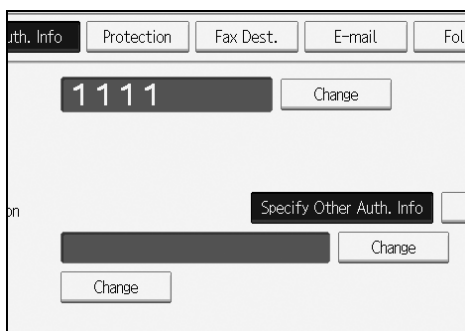 uth. Info Protection Fax Dest. E-mail Fol
1111 Change
on Specify Other Auth. Info
Change
Change